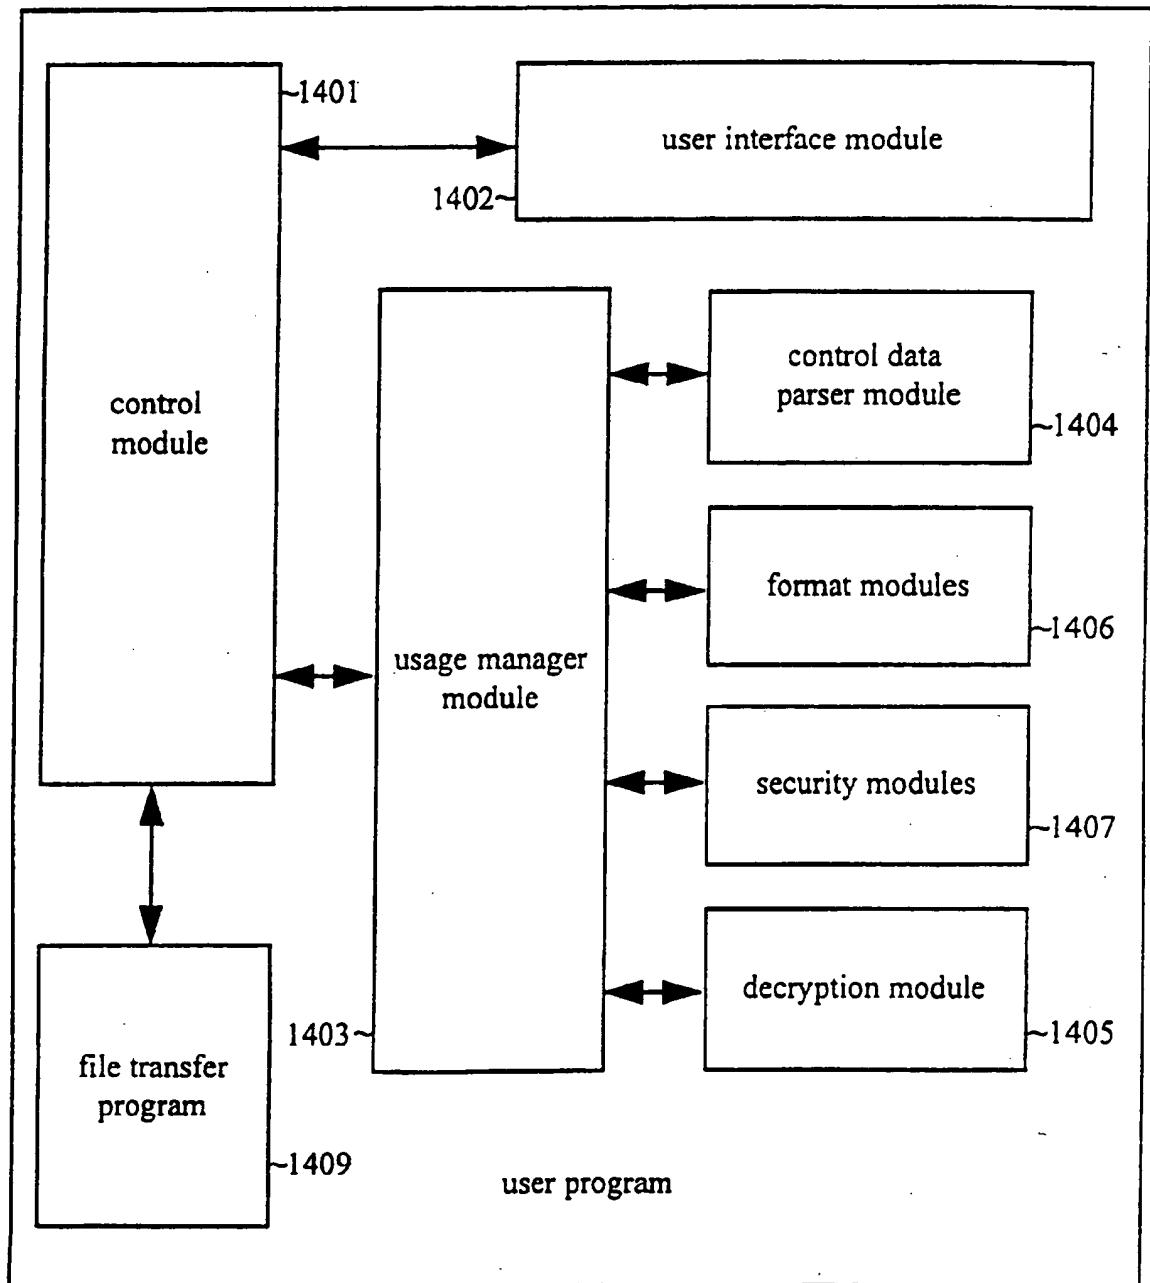 1401
user interface module
1402
control data
parser module
1404
control
module
format modules
1406
usage manager
module
security modules
1407
decryption module
1403
1405
file transfer
program
1409
user program